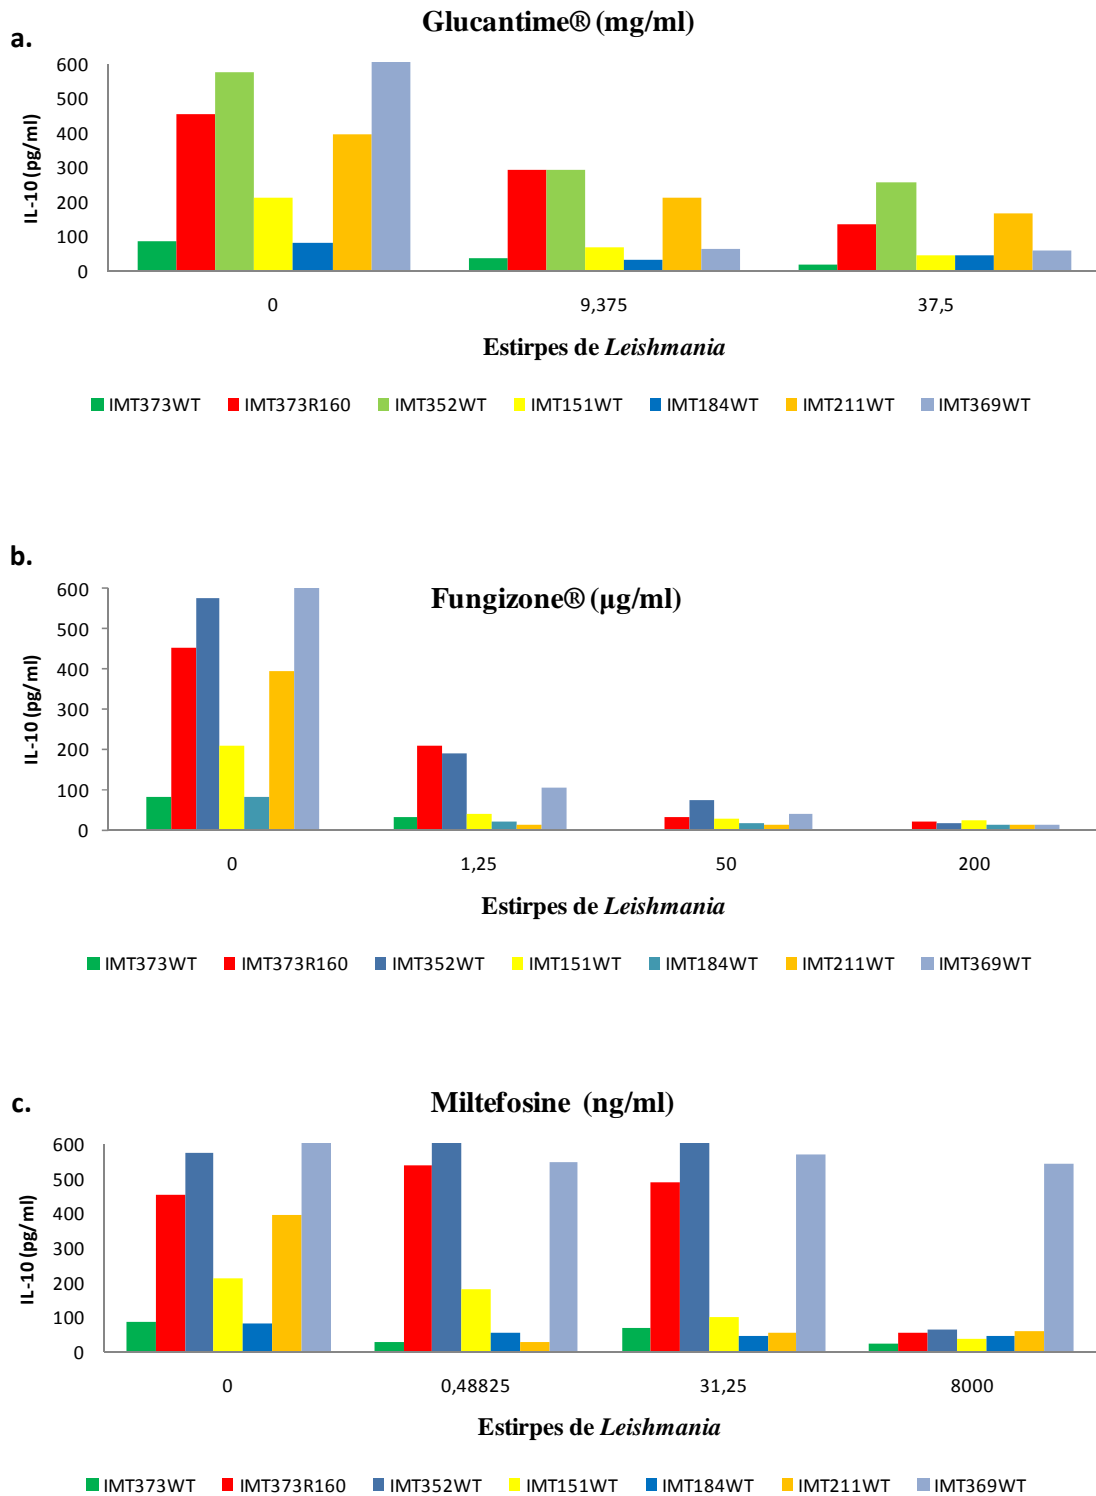 a.
Glucantime® (mg/ml)
IL-10 (pg/ml)
600
500
400
300
200
100
0
0 9,375 37,5
Estirpes de Leishmania
IMT373WT IMT373R160 IMT352WT IMT151WT IMT184WT IMT211WT IMT369WT
b.
Fungizone® (µg/ml)
IL-10 (pg/ml)
600
500
400
300
200
100
0
0 1,25 50 200
Estirpes de Leishmania
IMT373WT IMT373R160 IMT352WT IMT151WT IMT184WT IMT211WT IMT369WT
c.
Miltefosine (ng/ml)
IL-10 (pg/ml)
600
500
400
300
200
100
0
0 0,48825 31,25 8000
Estirpes de Leishmania
IMT373WT IMT373R160 IMT352WT IMT151WT IMT184WT IMT211WT IMT369WT